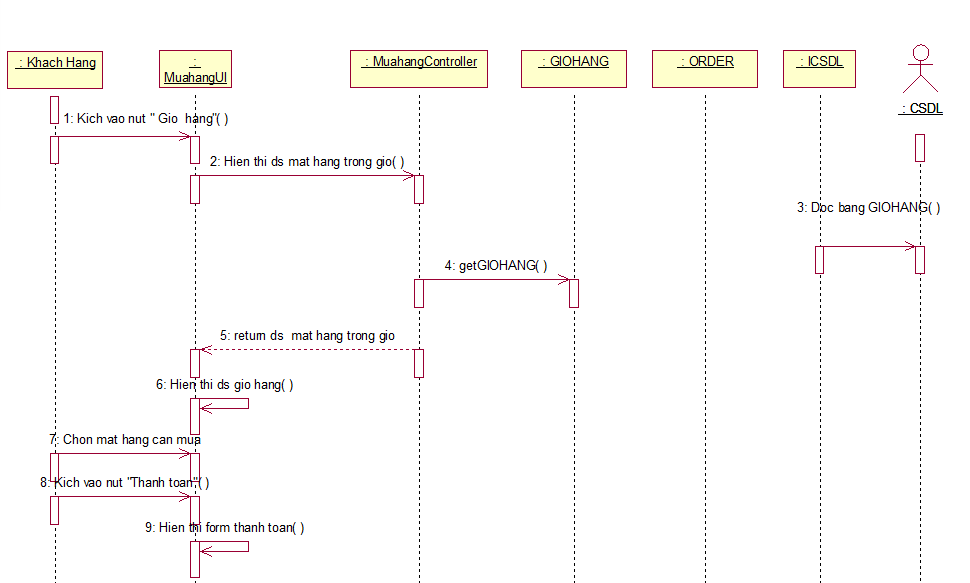 : Khach Hang
:
MuahangUI
: MuahangController
: GIOHANG
: ORDER
: ICSDL
: CSDL
1: Kich vao nut " Gio hang"( )
2: Hien thi ds mat hang trong gio( )
3: Doc bang GIOHANG( )
4: getGIOHANG( )
5: return ds mat hang trong gio
6: Hien thi ds gio hang( )
7: Chon mat hang can mua
8: Kich vao nut "Thanh toan"( )
9: Hien thi form thanh toan( )